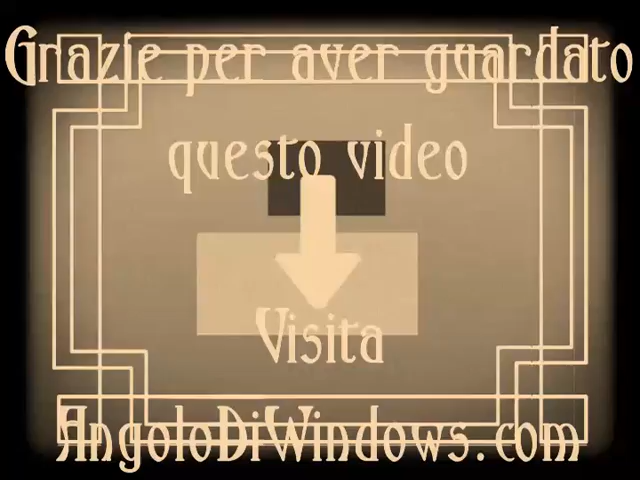 Grazie per aver guardato
questo video
Visita
AngoloDiWindows.com